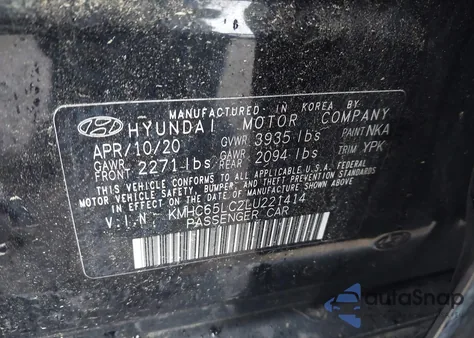 6
MANUFACTURED IN KOREA BY
HYUNDAI MOTOR COMPANY
APR/10/20 GVWR 3935 lbs PAINT NKA
GAWR FRONT 2271 lbs GAWR REAR 2094 lbs TRIM YPK
THIS VEHICLE CONFORMS TO ALL APPLICABLE U.S.A. FEDERAL
MOTOR VEHICLE SAFETY, BUMPER, AND THEFT PREVENTION STANDARDS
IN EFFECT ON THE DATE OF MANUFACTURE SHOWN ABOVE.
V.I.N: KMHC65LCZLU221414
PASSENGER CAR
autoSnap